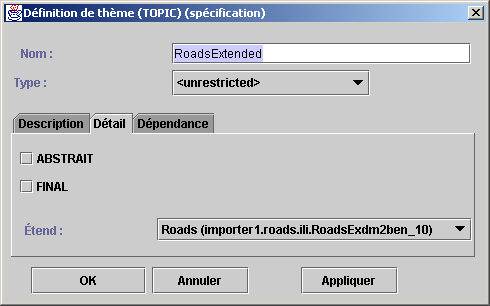 Définition de thème (TOPIC) (spécification)
Nom :
RoadsExtended
Type :
<unrestricted>
Description
Détail
Dépendance
ABSTRAIT
FINAL
Étend :
Roads (importer1.roads.ili.RoadsExdm2ben_10)
OK
Annuler
Appliquer